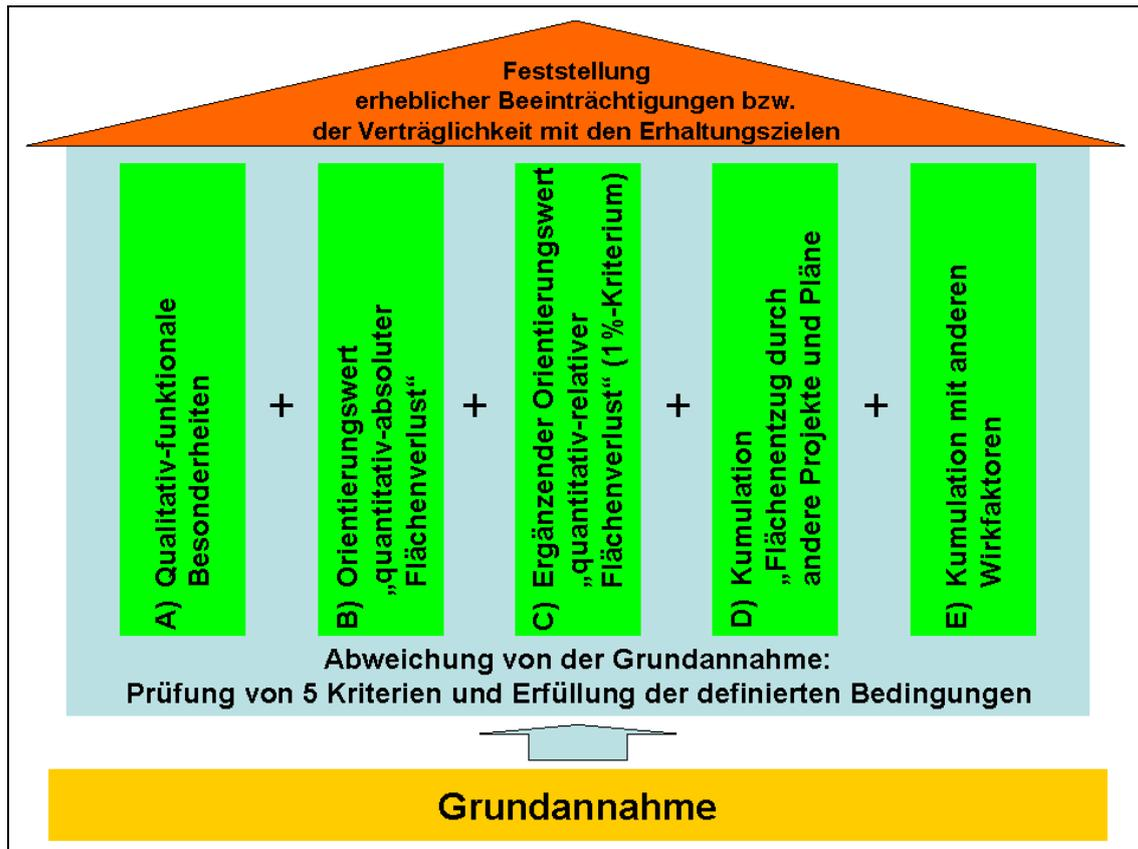 Feststellung
erheblicher Beeinträchtigungen bzw.
der Verträglichkeit mit den Erhaltungszielen
A) Qualitativ-funktionale
Besonderheiten
+
B) Orientierungswert
„quantitativ-absoluter
Flächenverlust“
+
C) Ergänzender Orientierungswert
„quantitativ-relativer
Flächenverlust“ (1%-Kriterium)
+
D) Kumulation
„Flächenentzug durch
andere Projekte und Pläne
+
E) Kumulation mit anderen
Wirkfaktoren
Abweichung von der Grundannahme:
Prüfung von 5 Kriterien und Erfüllung der definierten Bedingungen
Grundannahme